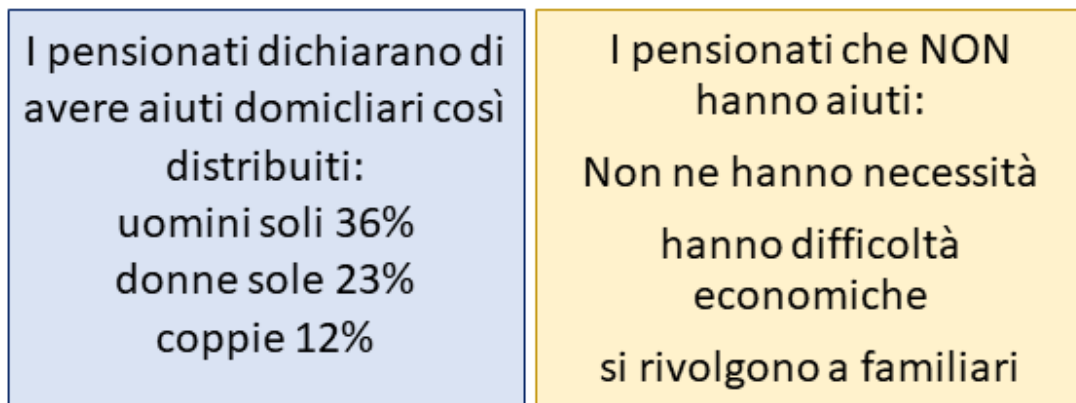 I pensionati dichiarano di
avere aiuti domicliari così
distribuiti:
uomini soli 36%
donne sole 23%
coppie 12%
I pensionati che NON
hanno aiuti:
Non ne hanno necessità
hanno difficoltà
economiche
si rivolgono a familiari